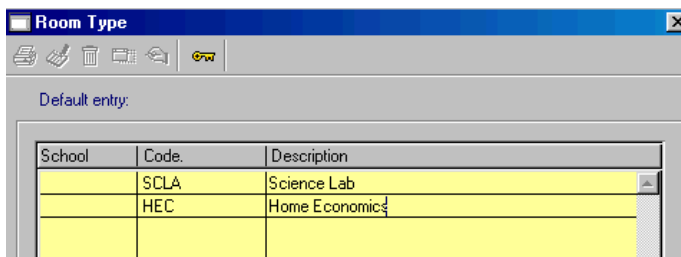 Room Type
Default entry:
School Code. Description
SCLA Science Lab
HEC Home Economics